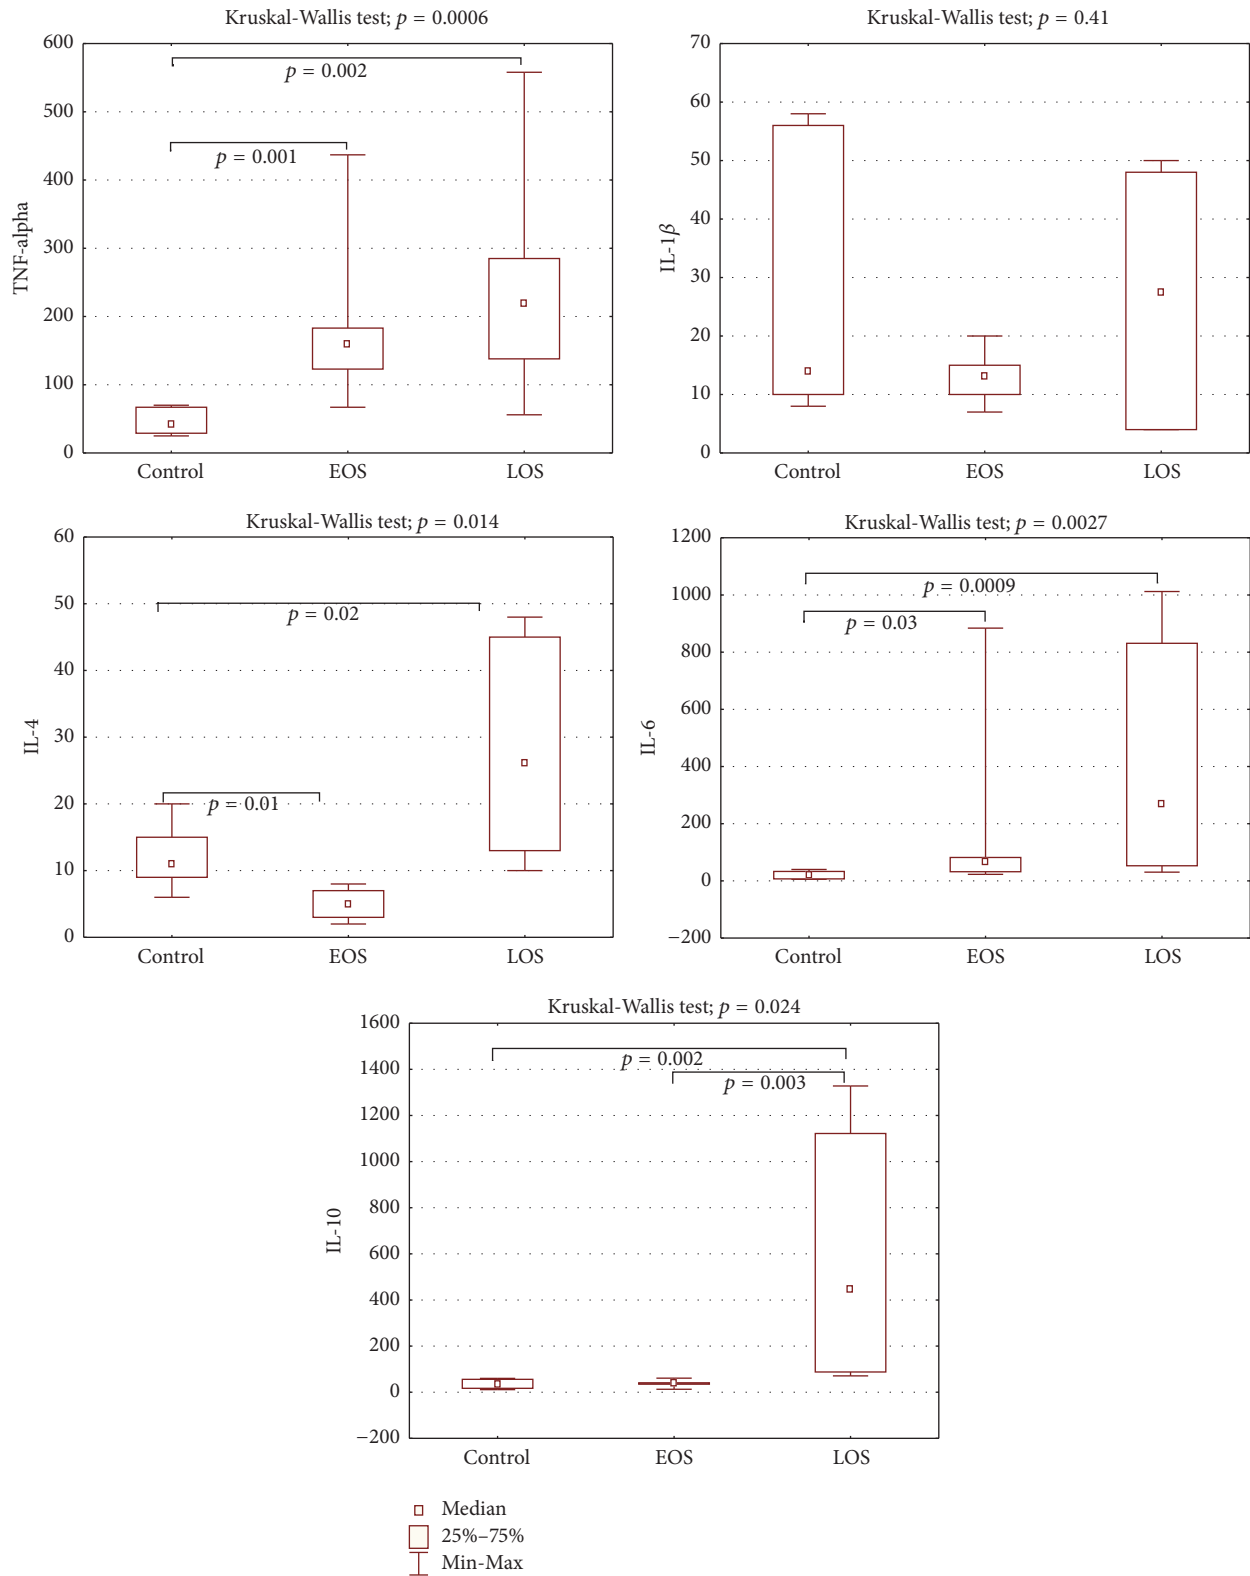 Kruskal-Wallis test; p = 0.0006
600
500
400
300
200
100
0
TNF-alpha
p = 0.002
p = 0.001
Control EOS LOS
Kruskal-Wallis test; p = 0.41
70
60
50
40
30
20
10
0
IL-1β
Control EOS LOS
Kruskal-Wallis test; p = 0.014
60
50
40
30
20
10
0
IL-4
p = 0.02
p = 0.01
Control EOS LOS
Kruskal-Wallis test; p = 0.0027
1200
1000
800
600
400
200
0
−200
IL-6
p = 0.0009
p = 0.03
Control EOS LOS
Kruskal-Wallis test; p = 0.024
1600
1400
1200
1000
800
600
400
200
0
−200
IL-10
p = 0.002
p = 0.003
Control EOS LOS
Median
25%–75%
Min-Max